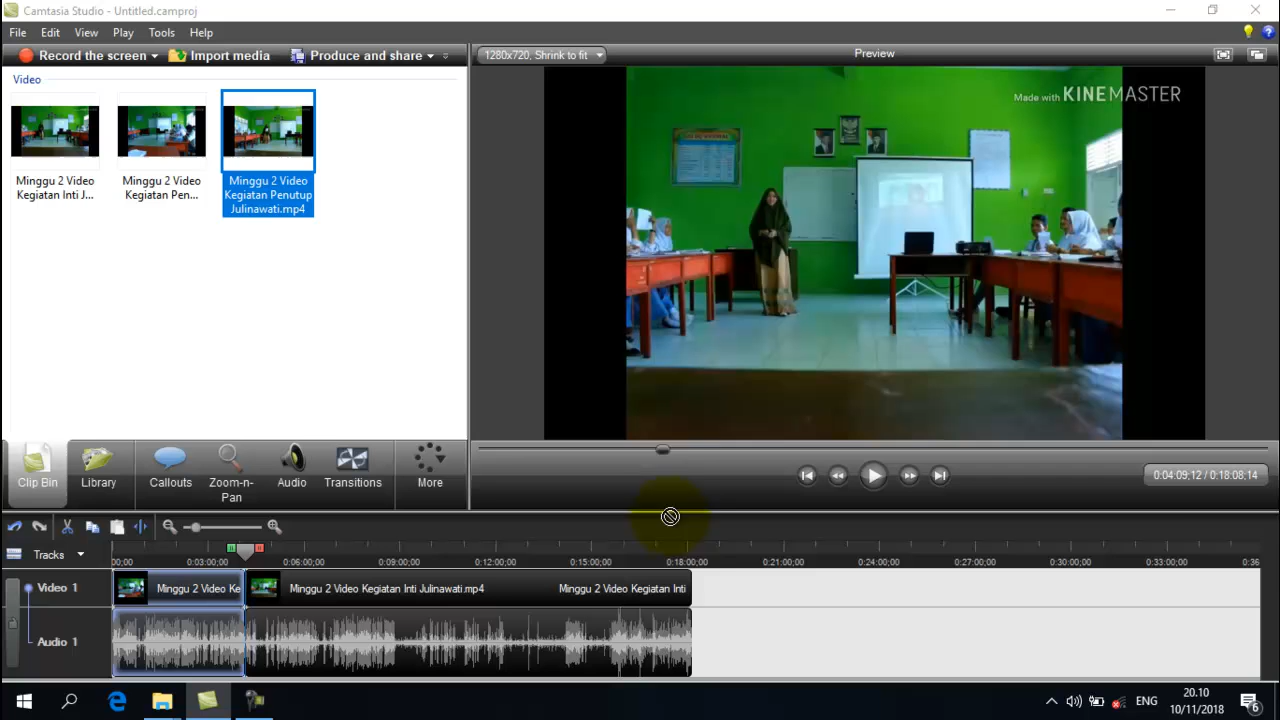 Camtasia Studio - Untitled.camproj
File Edit View Play Tools Help
Record the screen Import media Produce and share
1280x720, Shrink to fit
Preview
Video
Minggu 2 Video
Kegiatan Inti J...
Minggu 2 Video
Kegiatan Pen...
Minggu 2 Video
Kegiatan Penutup
Julinawati.mp4
Made with KINEMASTER
Clip Bin
Library
Callouts
Zoom-n-
Pan
Audio
Transitions
More
0:04:09;12 / 0:18:08;14
Tracks
00;00 0:03:00;00 0:06:00;00 0:09:00;00 0:12:00;00 0:15:00;00 0:18:00;00 0:21:00;00 0:24:00;00 0:27:00;00 0:30:00;00 0:33:00;00 0:36
Video 1
Minggu 2 Video Ke
Minggu 2 Video Kegiatan Inti Julinawati.mp4
Minggu 2 Video Kegiatan Inti
Audio 1
ENG
20.10
10/11/2018
6